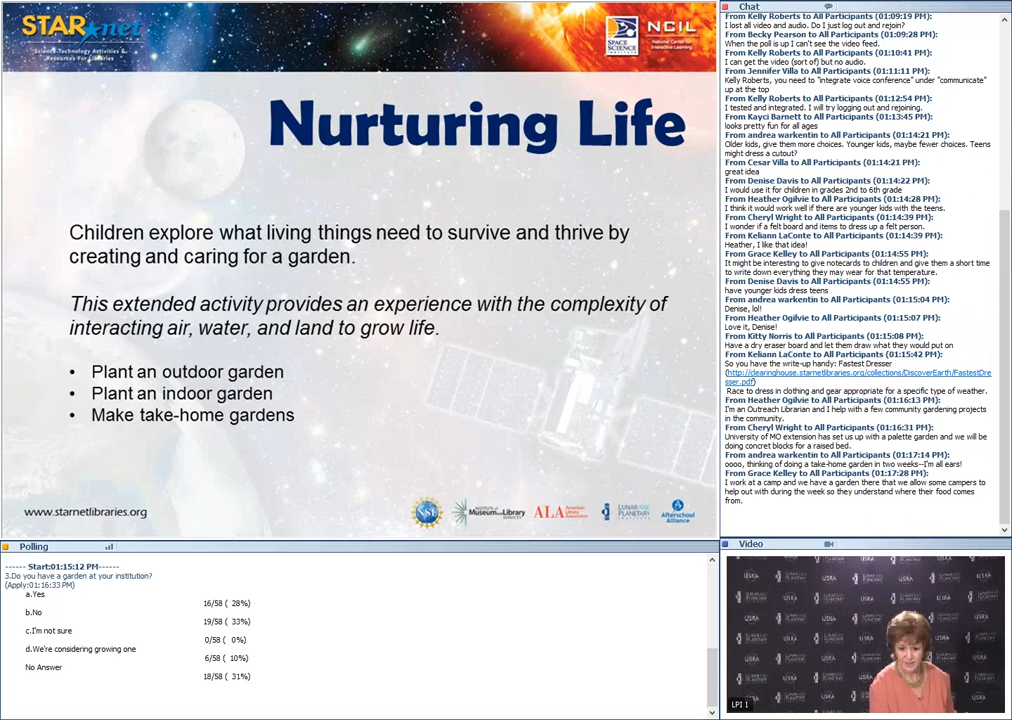 STAR net
Science-Technology Activities &
Resources For Libraries
SPACE
SCIENCE
INSTITUTE
NCIL
National Center for
Interactive Learning
Nurturing Life
Children explore what living things need to survive and thrive by
creating and caring for a garden.
This extended activity provides an experience with the complexity of
interacting air, water, and land to grow life.
• Plant an outdoor garden
• Plant an indoor garden
• Make take-home gardens
www.starnetlibraries.org
NSF
INSTITUTE of
Museum and Library
SERVICES
ALA American
Library
Association
LUNAR AND
PLANETARY
INSTITUTE
Afterschool
Alliance
Chat
From Kelly Roberts to All Participants (01:09:19 PM):
I lost all video and audio. Do I just log out and rejoin?
From Becky Pearson to All Participants (01:09:28 PM):
When the poll is up I can't see the video feed.
From Kelly Roberts to All Participants (01:10:41 PM):
I can get the video (sort of) but no audio.
From Jennifer Villa to All Participants (01:11:11 PM):
Kelly Roberts, you need to "integrate voice conference" under "communicate"
up at the top
From Kelly Roberts to All Participants (01:12:54 PM):
I tested and integrated. I will try logging out and rejoining.
From Kayci Barnett to All Participants (01:13:45 PM):
looks pretty fun for all ages
From andrea warkentin to All Participants (01:14:21 PM):
Older kids, give them more choices. Younger kids, maybe fewer choices. Teens
might dress a cutout?
From Cesar Villa to All Participants (01:14:21 PM):
great idea
From Denise Davis to All Participants (01:14:22 PM):
I would use it for children in grades 2nd to 6th grade
From Heather Ogilvie to All Participants (01:14:28 PM):
I think it would work well if there are younger kids with the teens.
From Cheryl Wright to All Participants (01:14:39 PM):
I wonder if a felt board and items to dress up a felt person.
From Keliann LaConte to All Participants (01:14:39 PM):
Heather, I like that idea!
From Grace Kelley to All Participants (01:14:55 PM):
It might be interesting to give notecards to children and give them a short time
to write down everything they may wear for that temperature.
From Denise Davis to All Participants (01:14:55 PM):
have younger kids dress teens
From andrea warkentin to All Participants (01:15:04 PM):
Denise, lol!
From Heather Ogilvie to All Participants (01:15:07 PM):
Love it, Denise!
From Kitty Norris to All Participants (01:15:08 PM):
Have a dry eraser board and let them draw what they would put on
From Keliann LaConte to All Participants (01:15:42 PM):
So you have the write-up handy: Fastest Dresser
(http://clearinghouse.starnetlibraries.org/collections/DiscoverEarth/FastestDre
sser.pdf)
Race to dress in clothing and gear appropriate for a specific type of weather.
From Heather Ogilvie to All Participants (01:16:13 PM):
I'm an Outreach Librarian and I help with a few community gardening projects
in the community.
From Cheryl Wright to All Participants (01:16:31 PM):
University of MO extension has set us up with a palette garden and we will be
doing concret blocks for a raised bed.
From andrea warkentin to All Participants (01:17:14 PM):
oooo, thinking of doing a take-home garden in two weeks--I'm all ears!
From Grace Kelley to All Participants (01:17:28 PM):
I work at a camp and we have a garden there that we allow some campers to
help out with during the week so they understand where their food comes
from.
Polling
------ Start:01:15:12 PM------
3.Do you have a garden at your institution?
(Apply:01:16:33 PM)
a.Yes
16/58 ( 28%)
b.No
19/58 ( 33%)
c.I'm not sure
0/58 ( 0%)
d.We're considering growing one
6/58 ( 10%)
No Answer
18/58 ( 31%)
Video
USRA
LPI 1